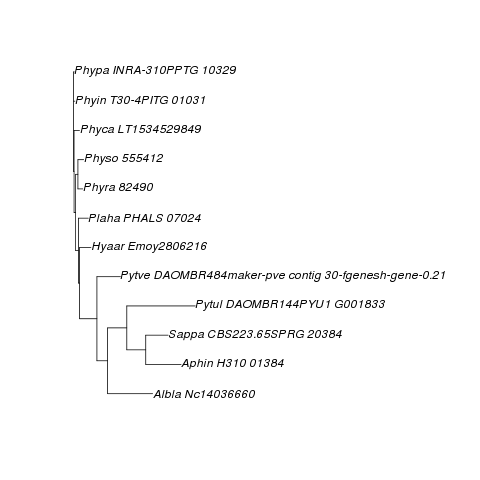 Phypa INRA-310PPTG 10329
Phyin T30-4PITG 01031
Phyca LT1534529849
Physo 555412
Phyra 82490
Plaha PHALS 07024
Hyaar Emoy2806216
Pytve DAOMBR484maker-pve contig 30-fgenesh-gene-0.21
Pytul DAOMBR144PYU1 G001833
Sappa CBS223.65SPRG 20384
Aphin H310 01384
Albla Nc14036660